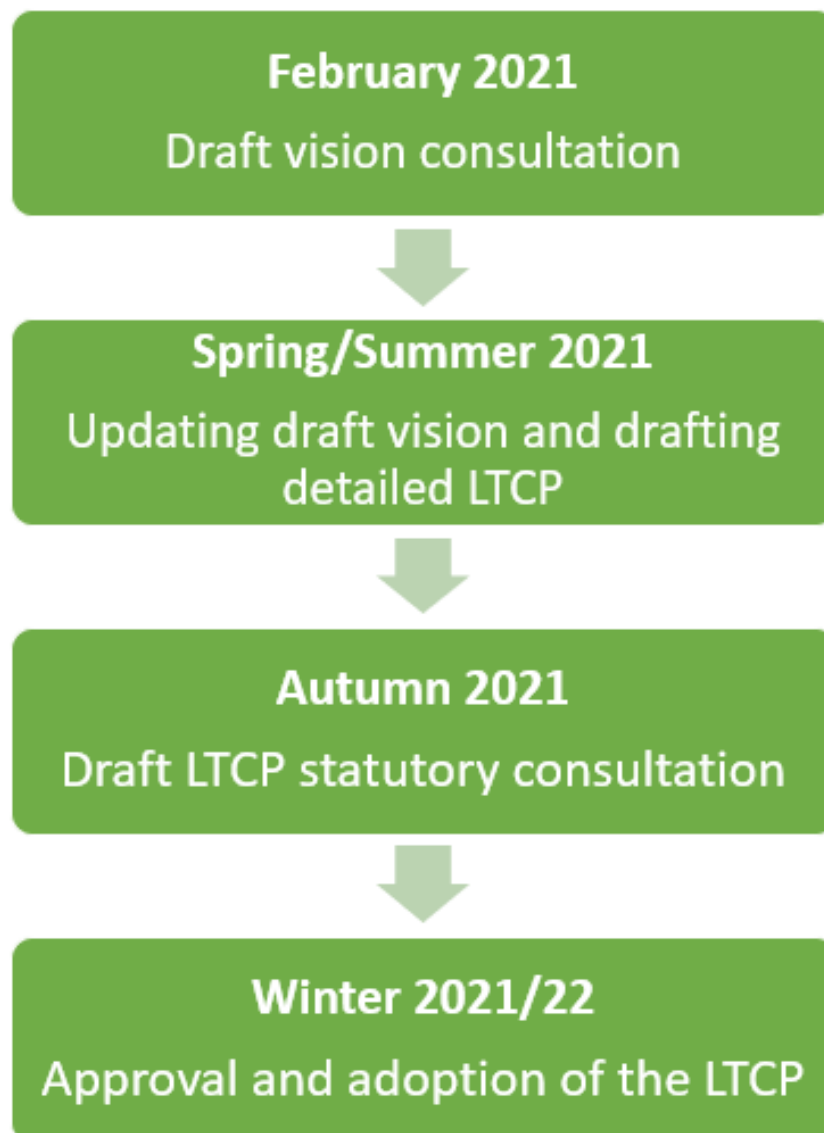 February 2021
Draft vision consultation
Spring/Summer 2021
Updating draft vision and drafting
detailed LTCP
Autumn 2021
Draft LTCP statutory consultation
Winter 2021/22
Approval and adoption of the LTCP